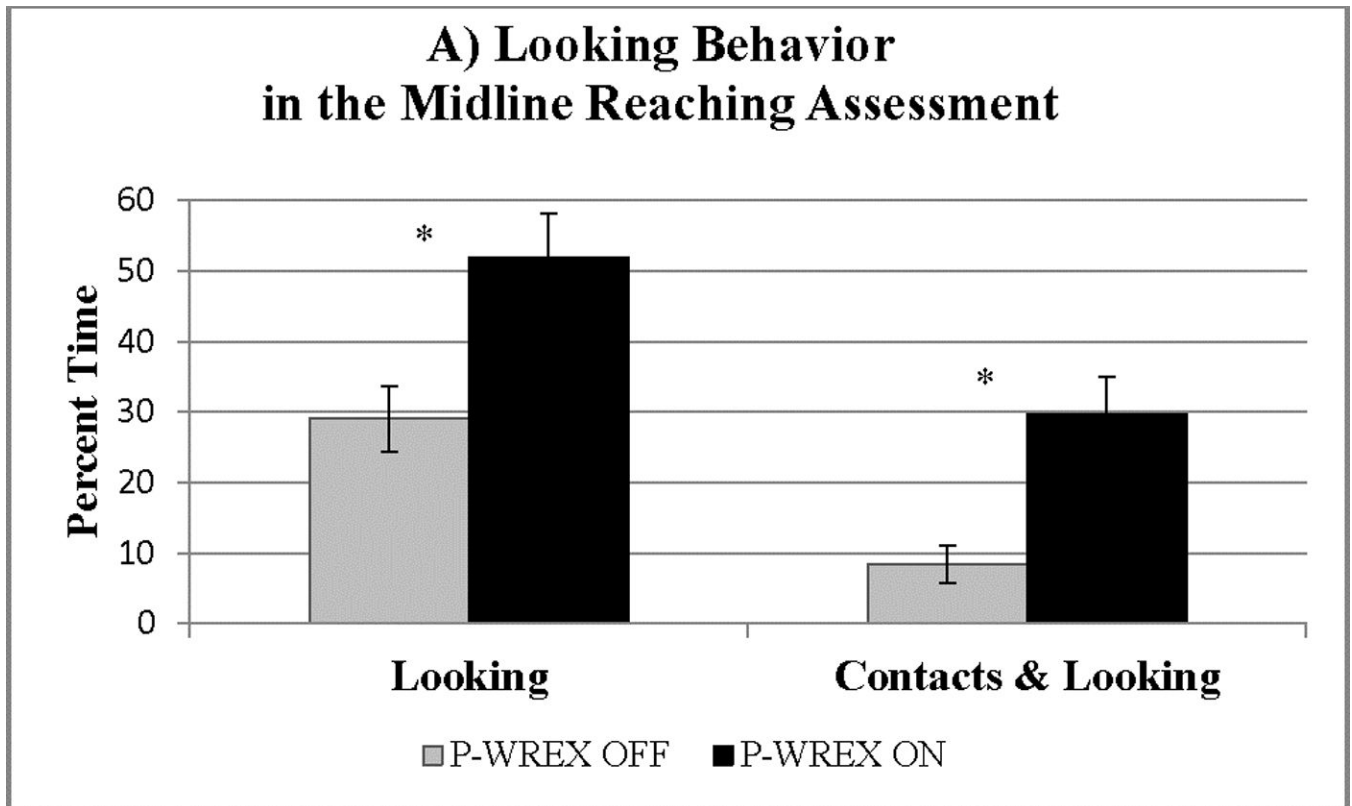 A) Looking Behavior
in the Midline Reaching Assessment
60
50
40
30
20
10
0
Percent Time
*
*
Looking
Contacts & Looking
P-WREX OFF
P-WREX ON